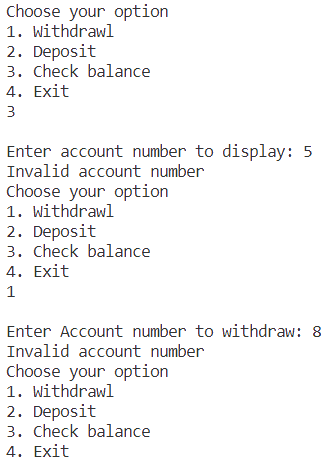 Choose your option
1. Withdrawl
2. Deposit
3. Check balance
4. Exit
3
Enter account number to display: 5
Invalid account number
Choose your option
1. Withdrawl
2. Deposit
3. Check balance
4. Exit
1
Enter Account number to withdraw: 8
Invalid account number
Choose your option
1. Withdrawl
2. Deposit
3. Check balance
4. Exit